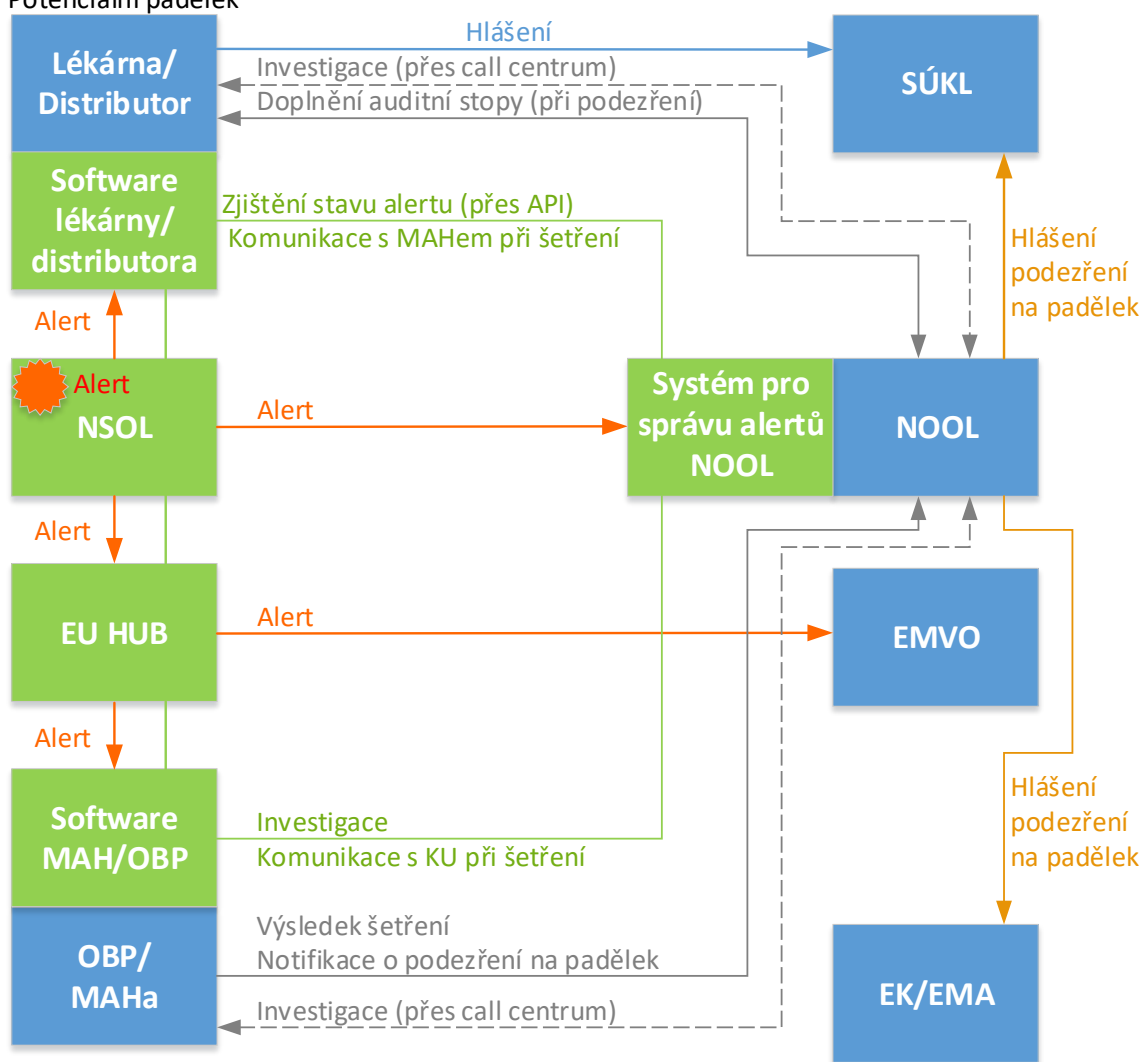 Potenciální padělek
Lékárna/
Distributor
Hlášení
Investigace (přes call centrum)
Doplnění auditní stopy (při podezření)
SÚKL
Software
lékárny/
distributora
Zjištění stavu alertu (přes API)
Komunikace s MAHem při šetření
Hlášení
podezření
na padělek
Alert
Alert
NSOL
Alert
Systém pro
správu alertů
NOOL
NOOL
Alert
EU HUB
Alert
EMVO
Alert
Software
MAH/OBP
Investigace
Komunikace s KU při šetření
Hlášení
podezření
na padělek
OBP/
MAHa
Výsledek šetření
Notifikace o podezření na padělek
Investigace (přes call centrum)
EK/EMA